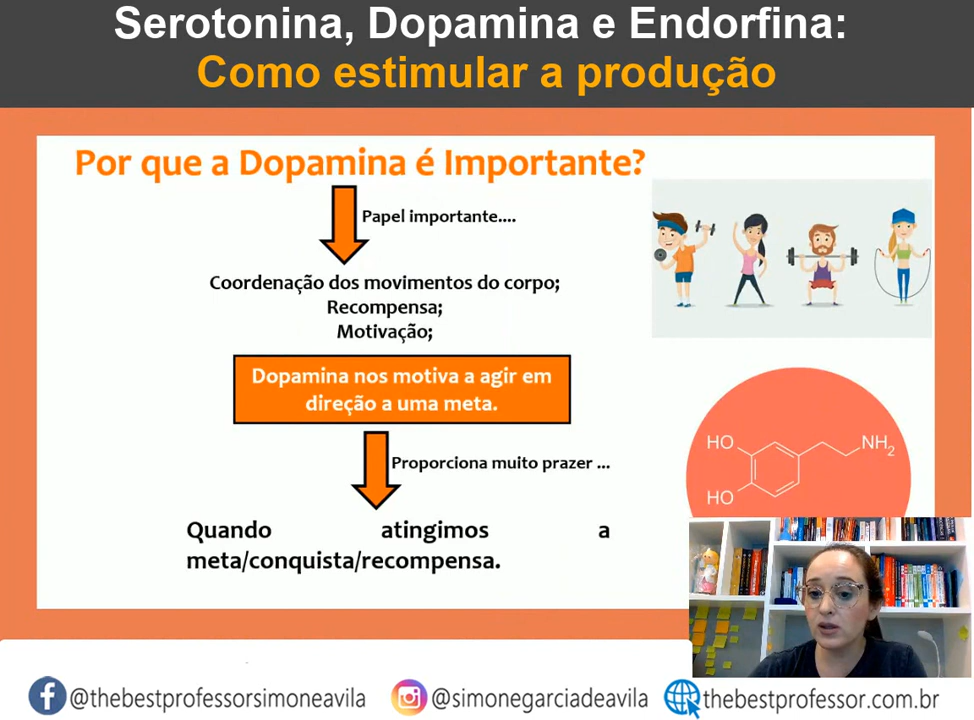 Serotonina, Dopamina e Endorfina:
Como estimular a produção
Por que a Dopamina é Importante?
Papel importante....
Coordenação dos movimentos do corpo;
Recompensa;
Motivação;
Dopamina nos motiva a agir em
direção a uma meta.
Proporciona muito prazer ...
Quando atingimos a
meta/conquista/recompensa.
HO
NH2
HO
@thebestprofessorsimoneavila
@simonegarciadeavila
thebestprofessor.com.br